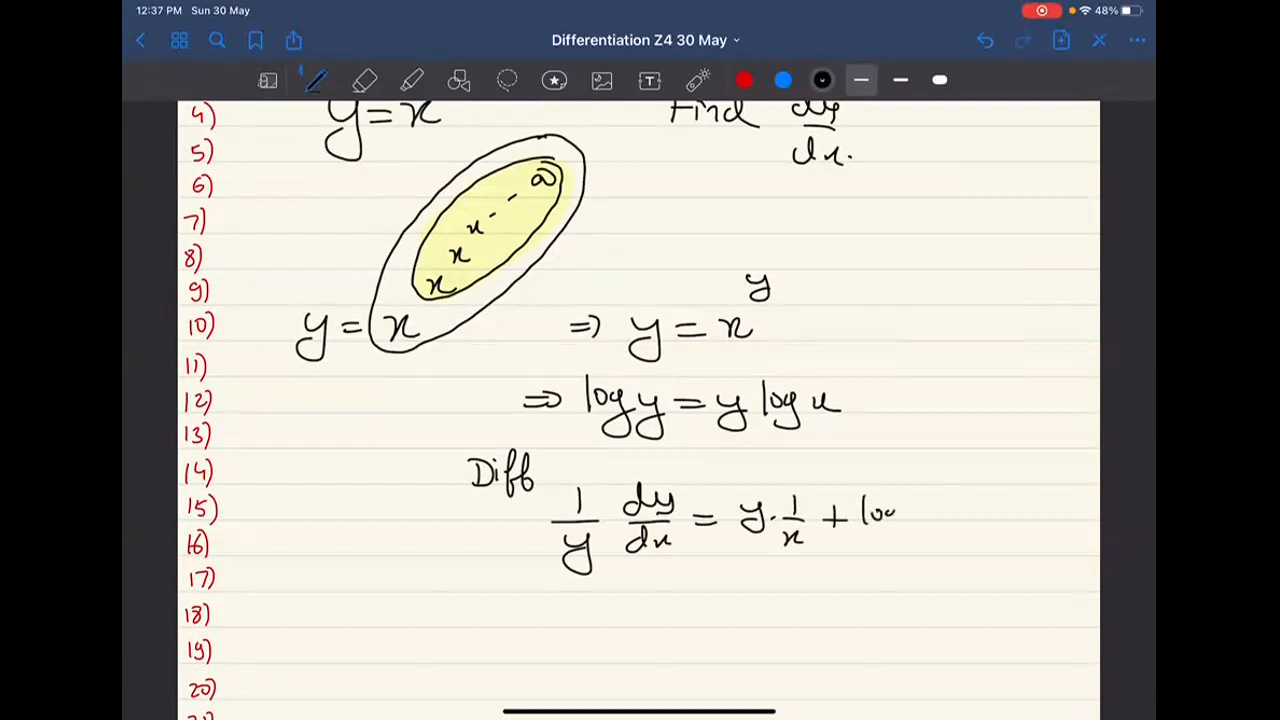 12:37 PM Sun 30 May
48%
Differentiation Z4 30 May
4) y = x Find dy/dx.
5)
6)
7)
8)
9)
10) y = x^x^x^x--∞ ⇒ y = x^y
11)
12) ⇒ log y = y log x
13)
14) Diff
15) 1/y dy/dx = y · 1/x + log
16)
17)
18)
19)
20)